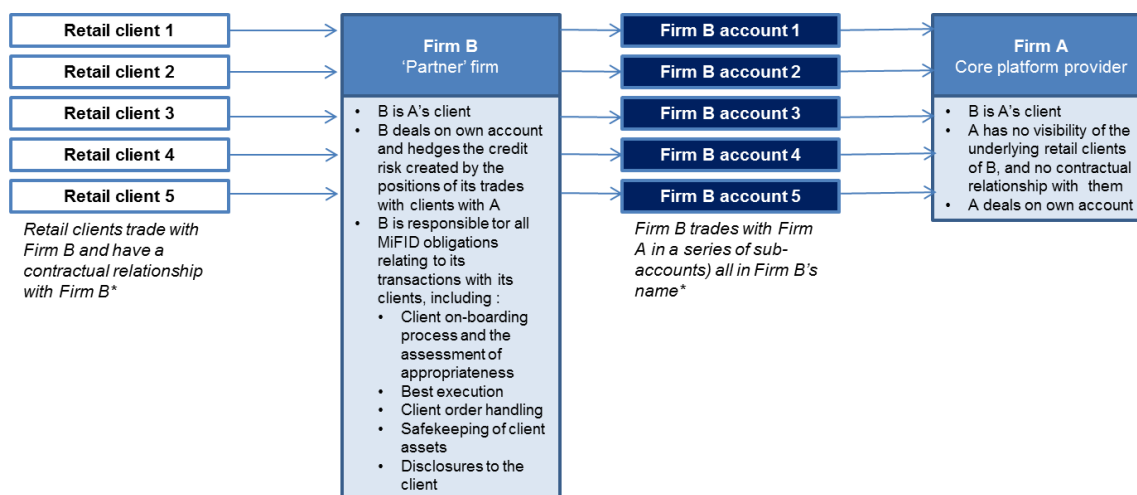 Retail client 1
Retail client 2
Retail client 3
Retail client 4
Retail client 5
Retail clients trade with
Firm B and have a
contractual relationship
with Firm B*
Firm B
‘Partner’ firm
• B is A’s client
• B deals on own account
and hedges the credit
risk created by the
positions of its trades
with clients with A
• B is responsible tor all
MiFID obligations
relating to its
transactions with its
clients, including :
• Client on-boarding
process and the
assessment of
appropriateness
• Best execution
• Client order handling
• Safekeeping of client
assets
• Disclosures to the
client
Firm B account 1
Firm B account 2
Firm B account 3
Firm B account 4
Firm B account 5
Firm B trades with Firm
A in a series of sub-
accounts) all in Firm B’s
name*
Firm A
Core platform provider
• B is A’s client
• A has no visibility of the
underlying retail clients
of B, and no contractual
relationship with them
• A deals on own account